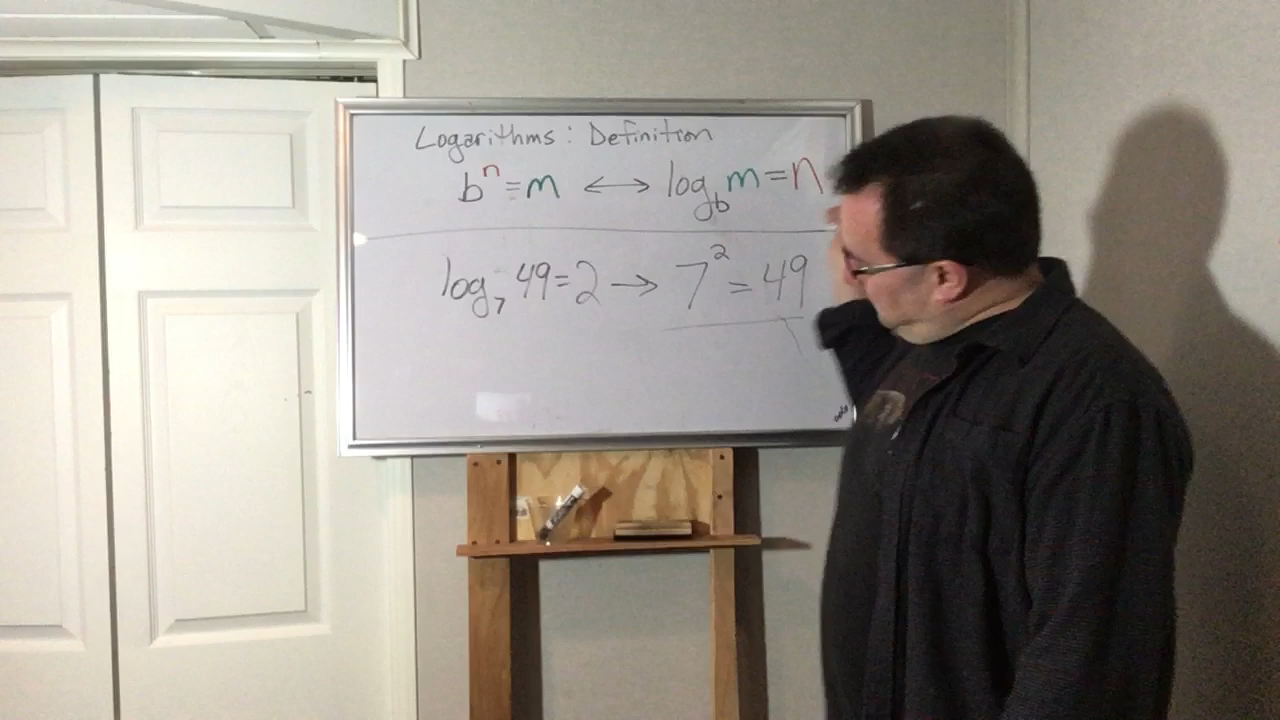 Logarithms: Definition
bⁿ = m ↔ log_b m = n
log₇ 49 = 2 → 7² = 49